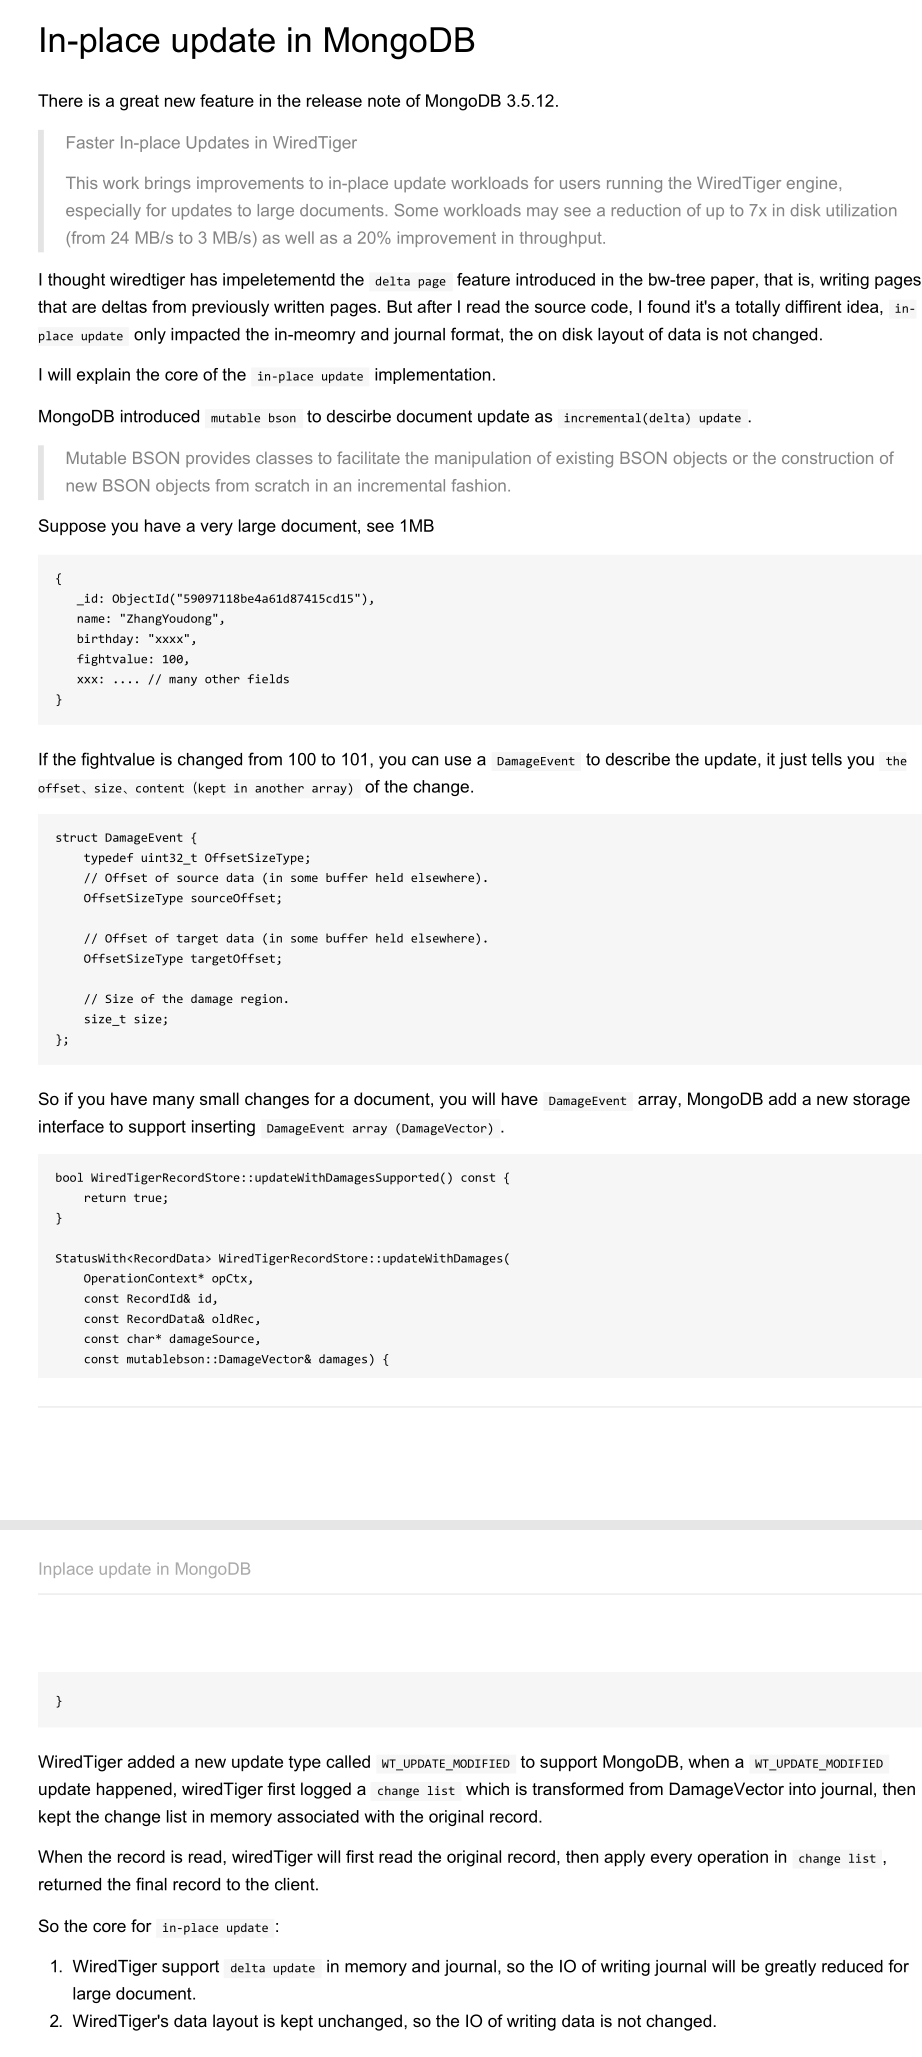 In-place update in MongoDB
There is a great new feature in the release note of MongoDB 3.5.12.
Faster In-place Updates in WiredTiger
This work brings improvements to in-place update workloads for users running the WiredTiger engine,
especially for updates to large documents. Some workloads may see a reduction of up to 7x in disk utilization
(from 24 MB/s to 3 MB/s) as well as a 20% improvement in throughput.
I thought wiredtiger has impeletementd the delta page feature introduced in the bw-tree paper, that is, writing pages
that are deltas from previously written pages. But after I read the source code, I found it's a totally diffirent idea, in-
place update only impacted the in-meomry and journal format, the on disk layout of data is not changed.
I will explain the core of the in-place update implementation.
MongoDB introduced mutable bson to descirbe document update as incremental(delta) update .
Mutable BSON provides classes to facilitate the manipulation of existing BSON objects or the construction of
new BSON objects from scratch in an incremental fashion.
Suppose you have a very large document, see 1MB
{
_id: ObjectId("59097118be4a61d87415cd15"),
name: "ZhangYoudong",
birthday: "xxxx",
fightvalue: 100,
xxx: .... // many other fields
}
If the fightvalue is changed from 100 to 101, you can use a DamageEvent to describe the update, it just tells you the
offset、size、content (kept in another array) of the change.
struct DamageEvent {
typedef uint32_t OffsetSizeType;
// Offset of source data (in some buffer held elsewhere).
OffsetSizeType sourceOffset;
// Offset of target data (in some buffer held elsewhere).
OffsetSizeType targetOffset;
// Size of the damage region.
size_t size;
};
So if you have many small changes for a document, you will have DamageEvent array, MongoDB add a new storage
interface to support inserting DamageEvent array (DamageVector) .
bool WiredTigerRecordStore::updateWithDamagesSupported() const {
return true;
}
StatusWith<RecordData> WiredTigerRecordStore::updateWithDamages(
OperationContext* opCtx,
const RecordId& id,
const RecordData& oldRec,
const char* damageSource,
const mutablebson::DamageVector& damages) {
Inplace update in MongoDB
}
WiredTiger added a new update type called WT_UPDATE_MODIFIED to support MongoDB, when a WT_UPDATE_MODIFIED
update happened, wiredTiger first logged a change list which is transformed from DamageVector into journal, then
kept the change list in memory associated with the original record.
When the record is read, wiredTiger will first read the original record, then apply every operation in change list ,
returned the final record to the client.
So the core for in-place update :
1. WiredTiger support delta update in memory and journal, so the IO of writing journal will be greatly reduced for
large document.
2. WiredTiger's data layout is kept unchanged, so the IO of writing data is not changed.